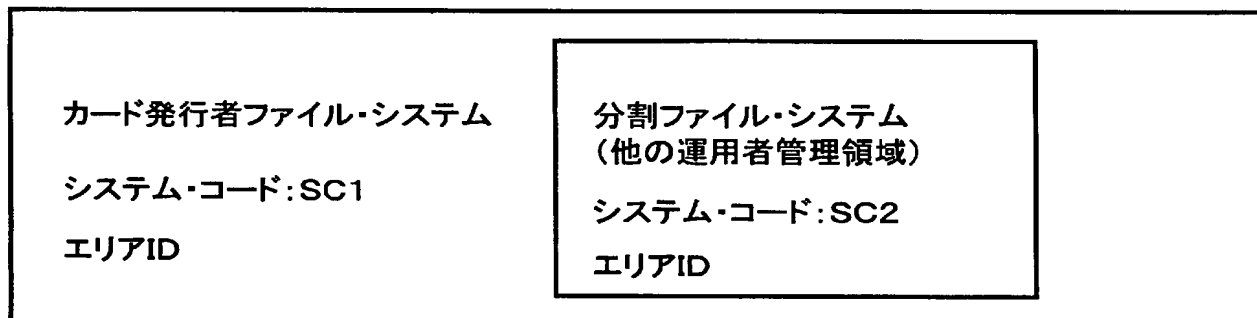 カード発行者ファイル・システム
システム・コード:SC1
エリアID
分割ファイル・システム
(他の運用者管理領域)
システム・コード:SC2
エリアID